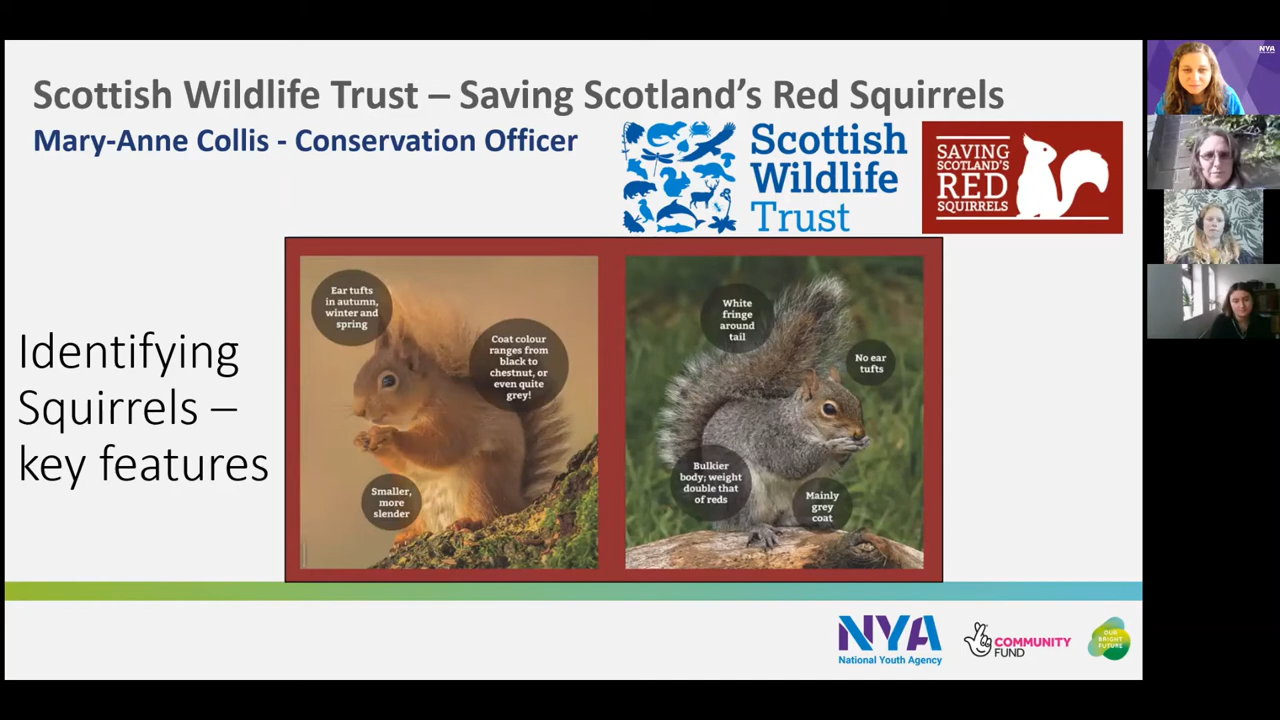 Scottish Wildlife Trust – Saving Scotland's Red Squirrels
Mary-Anne Collis - Conservation Officer
Scottish
Wildlife
Trust
SAVING
SCOTLAND'S
RED
SQUIRRELS
Identifying
Squirrels –
key features
Ear tufts
in autumn,
winter and
spring
Coat colour
ranges from
black to
chestnut, or
even quite
grey!
Smaller,
more
slender
White
fringe
around
tail
No ear
tufts
Bulkier
body; weight
double that
of reds
Mainly
grey
coat
NYA
National Youth Agency
COMMUNITY
FUND
OUR
BRIGHT
FUTURE
NYA